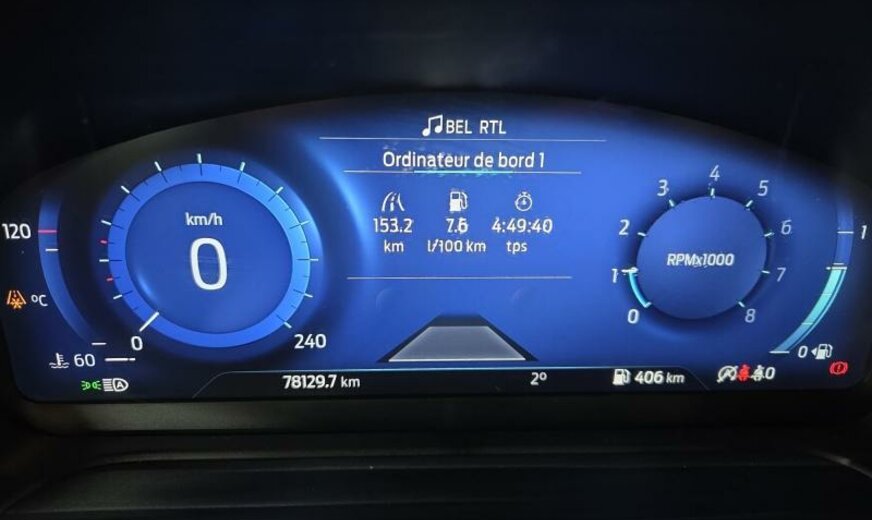 BEL RTL
Ordinateur de bord 1
153.2 7.6 4:49:40
km l/100 km tps
km/h
0
0
240
120
°C
60
A
4
3 5
2 6
RPMx1000
1 7
0 8
1
0
78129.7 km 2° 406 km 0